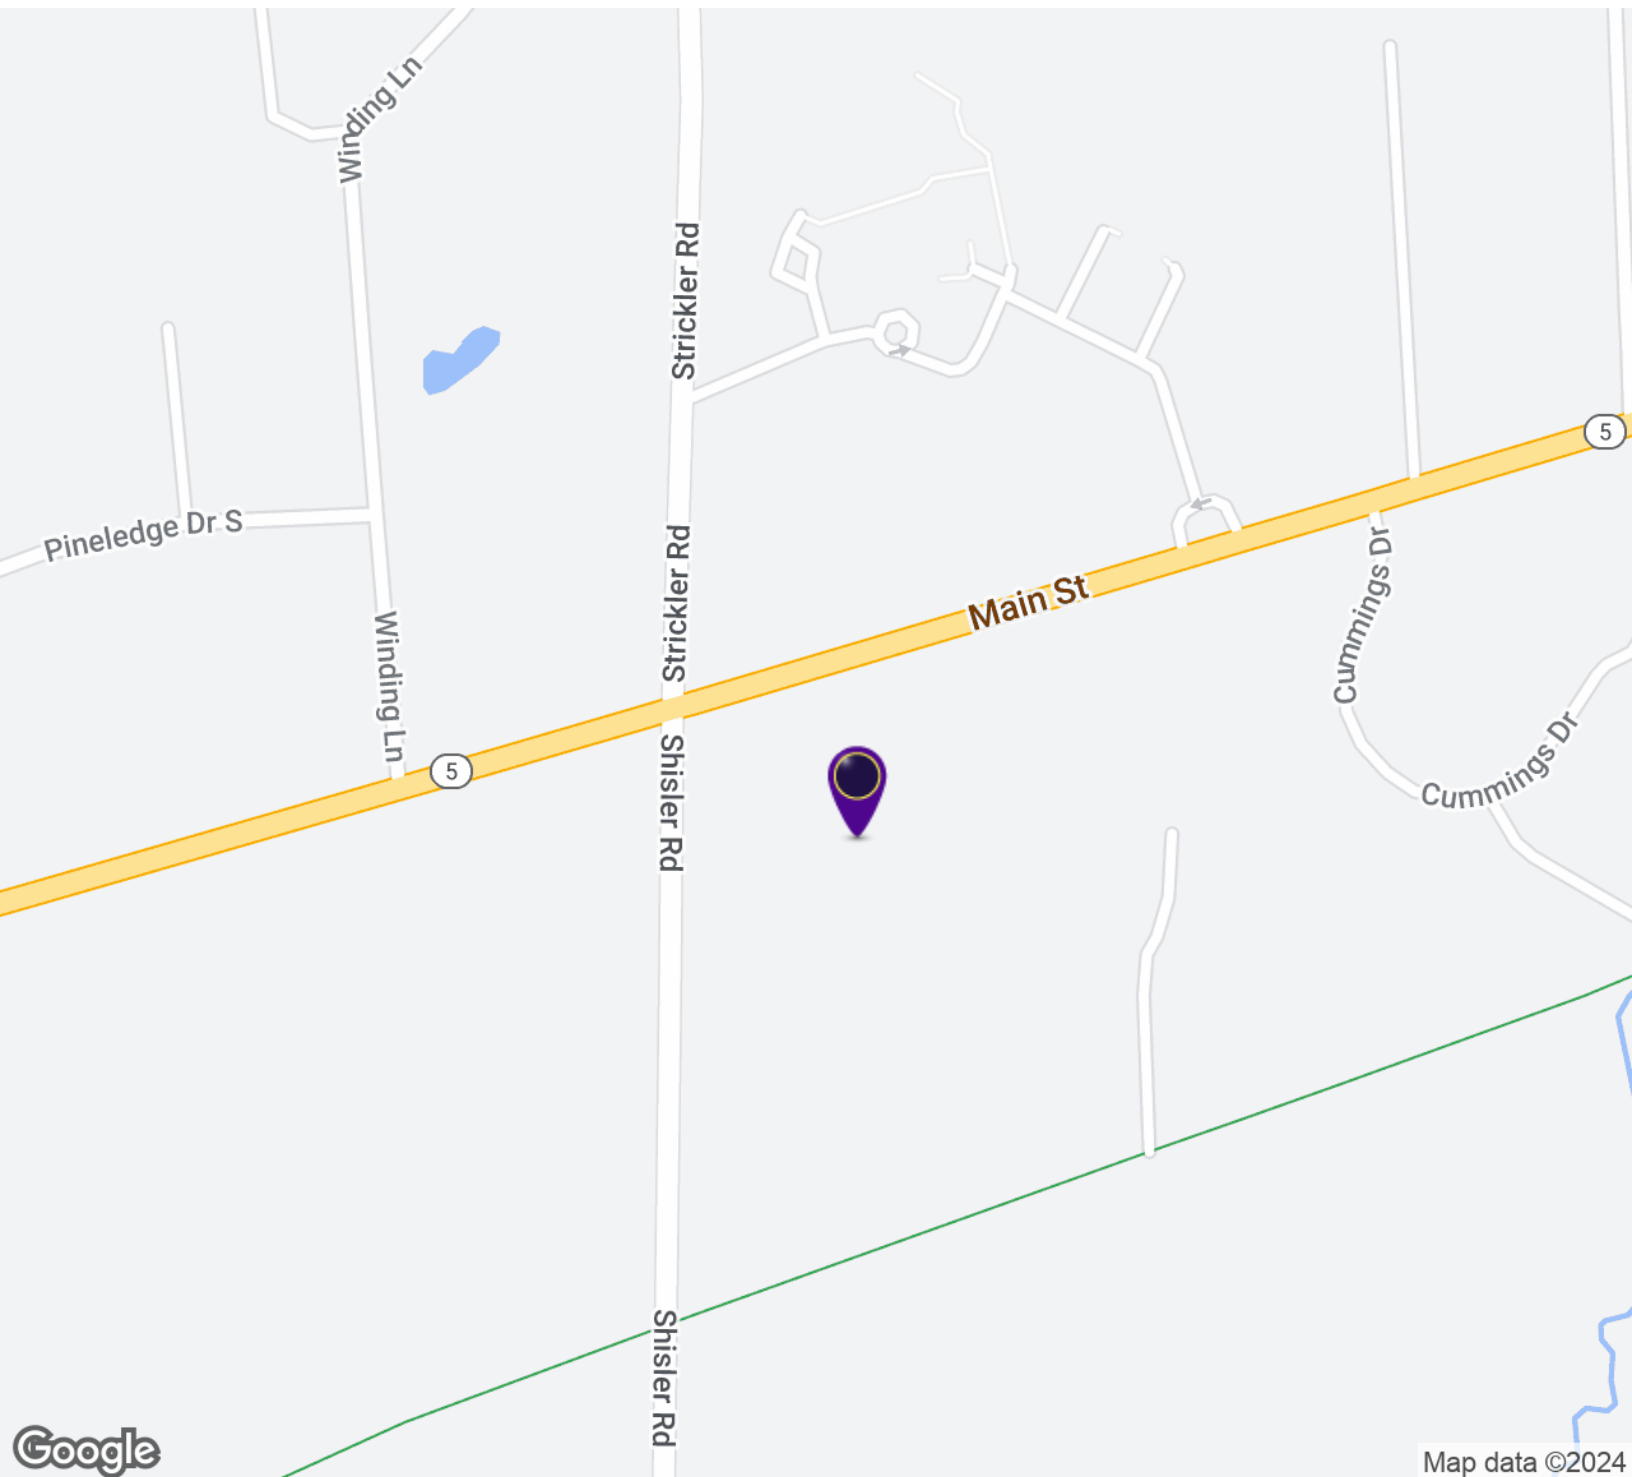 Winding Ln
Strickler Rd
5
Pineledge Dr S
Strickler Rd
Cummings Dr
Main St
Winding Ln
5
Shisler Rd
Cummings Dr
Shisler Rd
Google
Map data ©2024